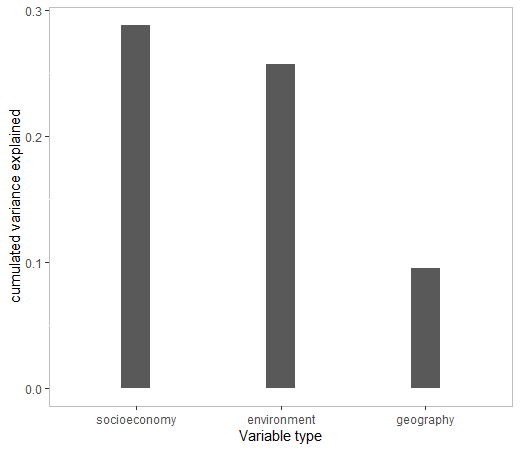 cumulated variance explained
0.3
0.2
0.1
0.0
socioeconomy environment geography
Variable type